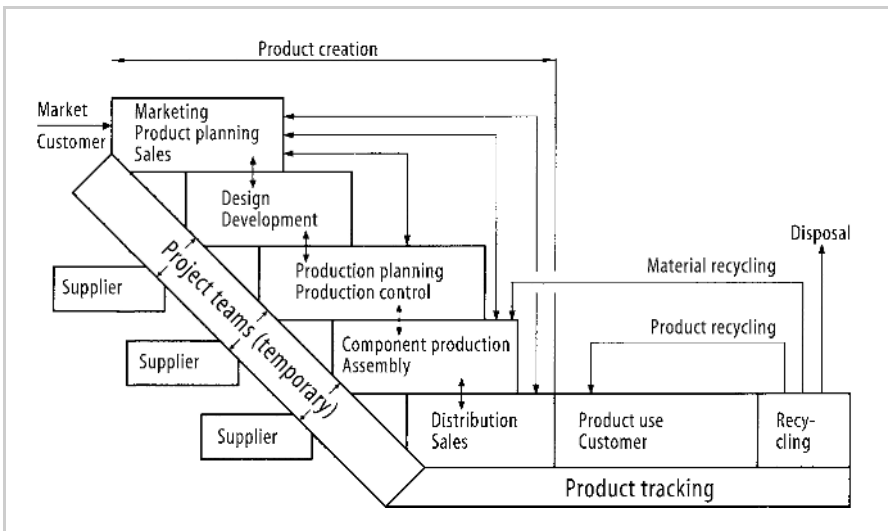 Product creation
Market
Customer
Marketing
Product planning
Sales
Design
Development
Disposal
Project teams (temporary)
Production planning
Production control
Material recycling
Supplier
Component production
Assembly
Product recycling
Supplier
Distribution
Sales
Product use
Customer
Recy-
cling
Supplier
Product tracking